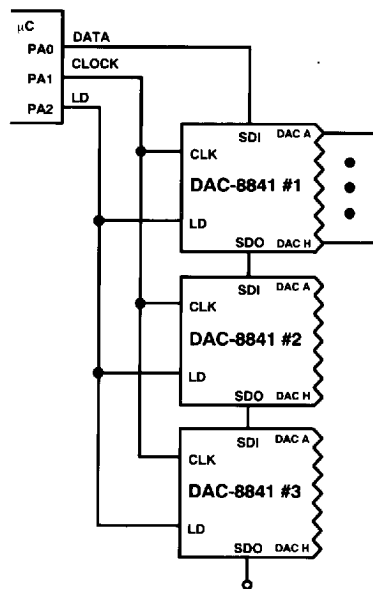 μC
PA0
DATA
PA1
CLOCK
PA2
LD
SDI
DAC A
CLK
DAC-8841 #1
LD
SDO
DAC H
SDI
DAC A
CLK
DAC-8841 #2
LD
SDO
DAC H
SDI
DAC A
CLK
DAC-8841 #3
LD
SDO
DAC H